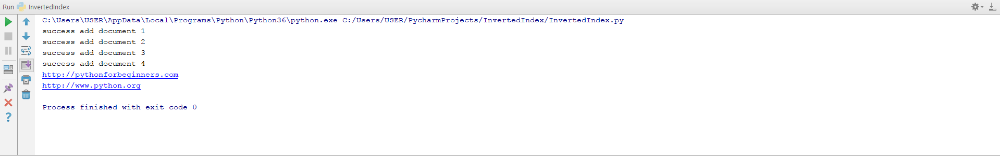 Run InvertedIndex
C:\Users\USER\AppData\Local\Programs\Python\Python36\python.exe C:/Users/USER/PycharmProjects/InvertedIndex/InvertedIndex.py
success add document 1
success add document 2
success add document 3
success add document 4
http://pythonforbeginners.com
http://www.python.org
Process finished with exit code 0